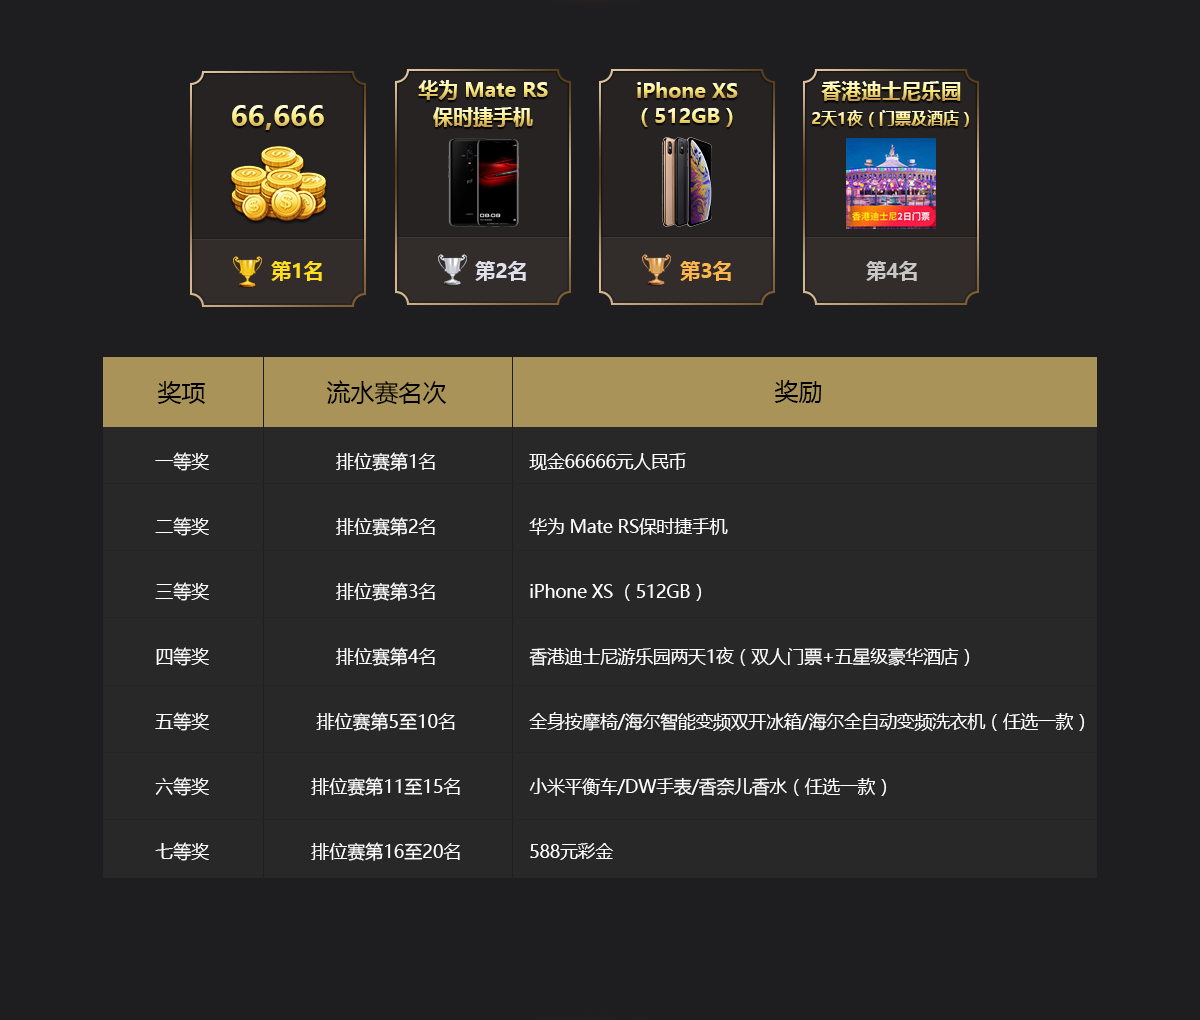 66,666
第1名
华为 Mate RS
保时捷手机
第2名
iPhone XS
（512GB）
第3名
香港迪士尼乐园
2天1夜（门票及酒店）
香港迪士尼2日门票
第4名
奖项 流水赛名次 奖励
一等奖 排位赛第1名 现金66666元人民币
二等奖 排位赛第2名 华为 Mate RS保时捷手机
三等奖 排位赛第3名 iPhone XS （512GB）
四等奖 排位赛第4名 香港迪士尼游乐园两天1夜（双人门票+五星级豪华酒店）
五等奖 排位赛第5至10名 全身按摩椅/海尔智能变频双开冰箱/海尔全自动变频洗衣机（任选一款）
六等奖 排位赛第11至15名 小米平衡车/DW手表/香奈儿香水（任选一款）
七等奖 排位赛第16至20名 588元彩金